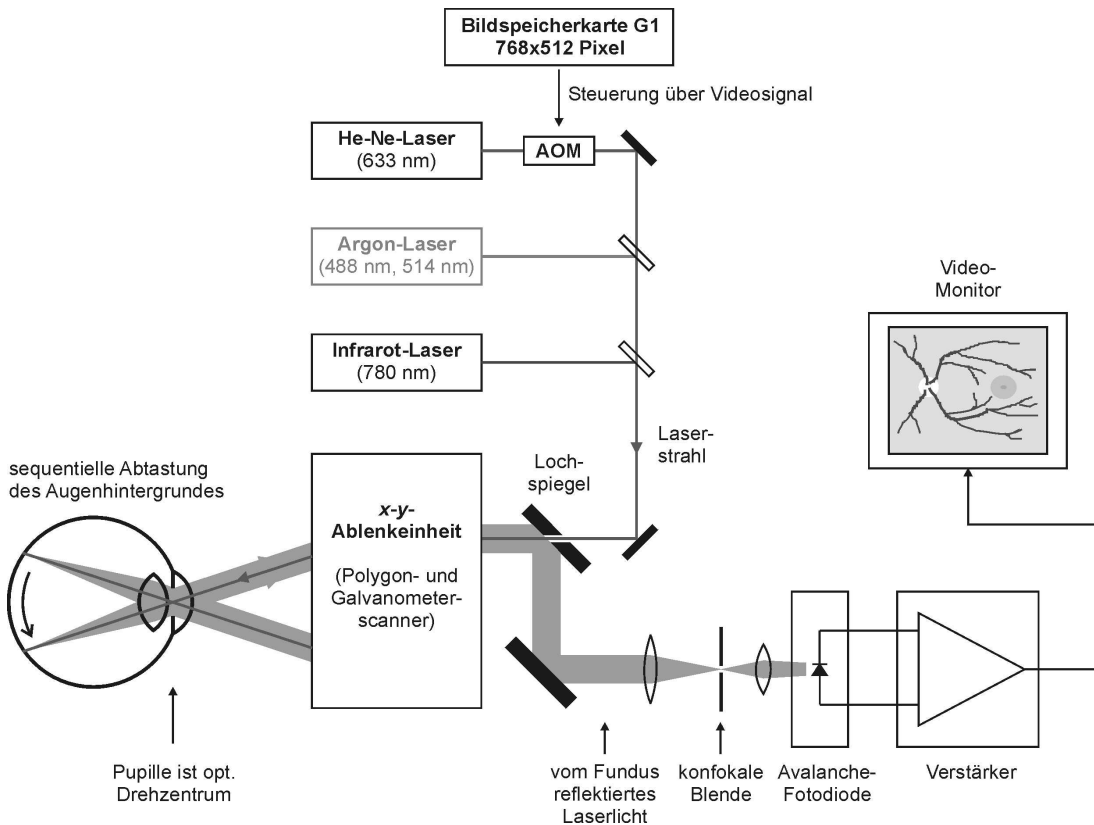 Bildspeicherkarte G1
768x512 Pixel
Steuerung über Videosignal
He-Ne-Laser
(633 nm)
AOM
Argon-Laser
(488 nm, 514 nm)
Infrarot-Laser
(780 nm)
Video-
Monitor
Laser-
strahl
Loch-
spiegel
sequentielle Abtastung
des Augenhintergrundes
x-y-
Ablenkeinheit
(Polygon- und
Galvanometer-
scanner)
Pupille ist opt.
Drehzentrum
vom Fundus
reflektiertes
Laserlicht
konfokale
Blende
Avalanche-
Fotodiode
Verstärker